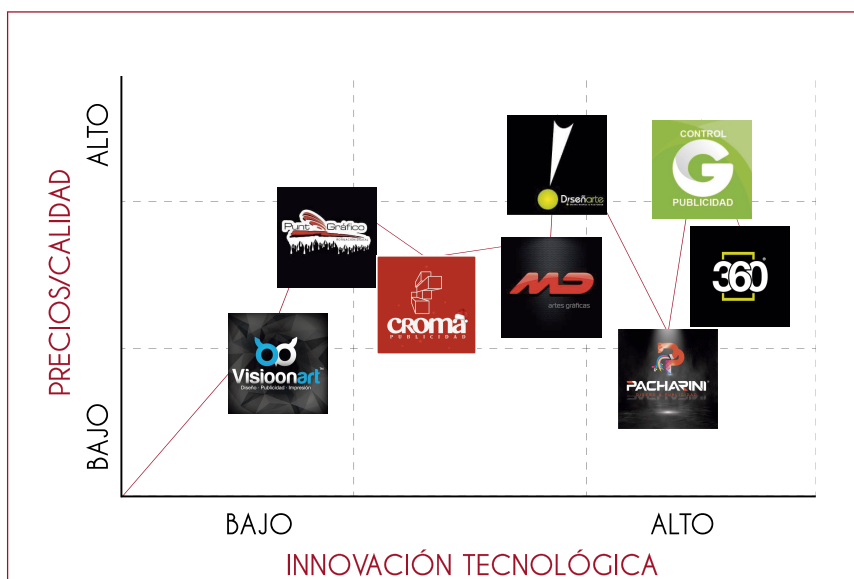 PRECIOS/CALIDAD
ALTO
BAJO
Punt Gráfico
Dıseñarte
CONTROL
G
PUBLICIDAD
CROMA
PUBLICIDAD
MD
artes gráficas
360°
Visioonart
Diseño · Publicidad · Impresión
PACHARINI
BAJO
ALTO
INNOVACIÓN TECNOLÓGICA